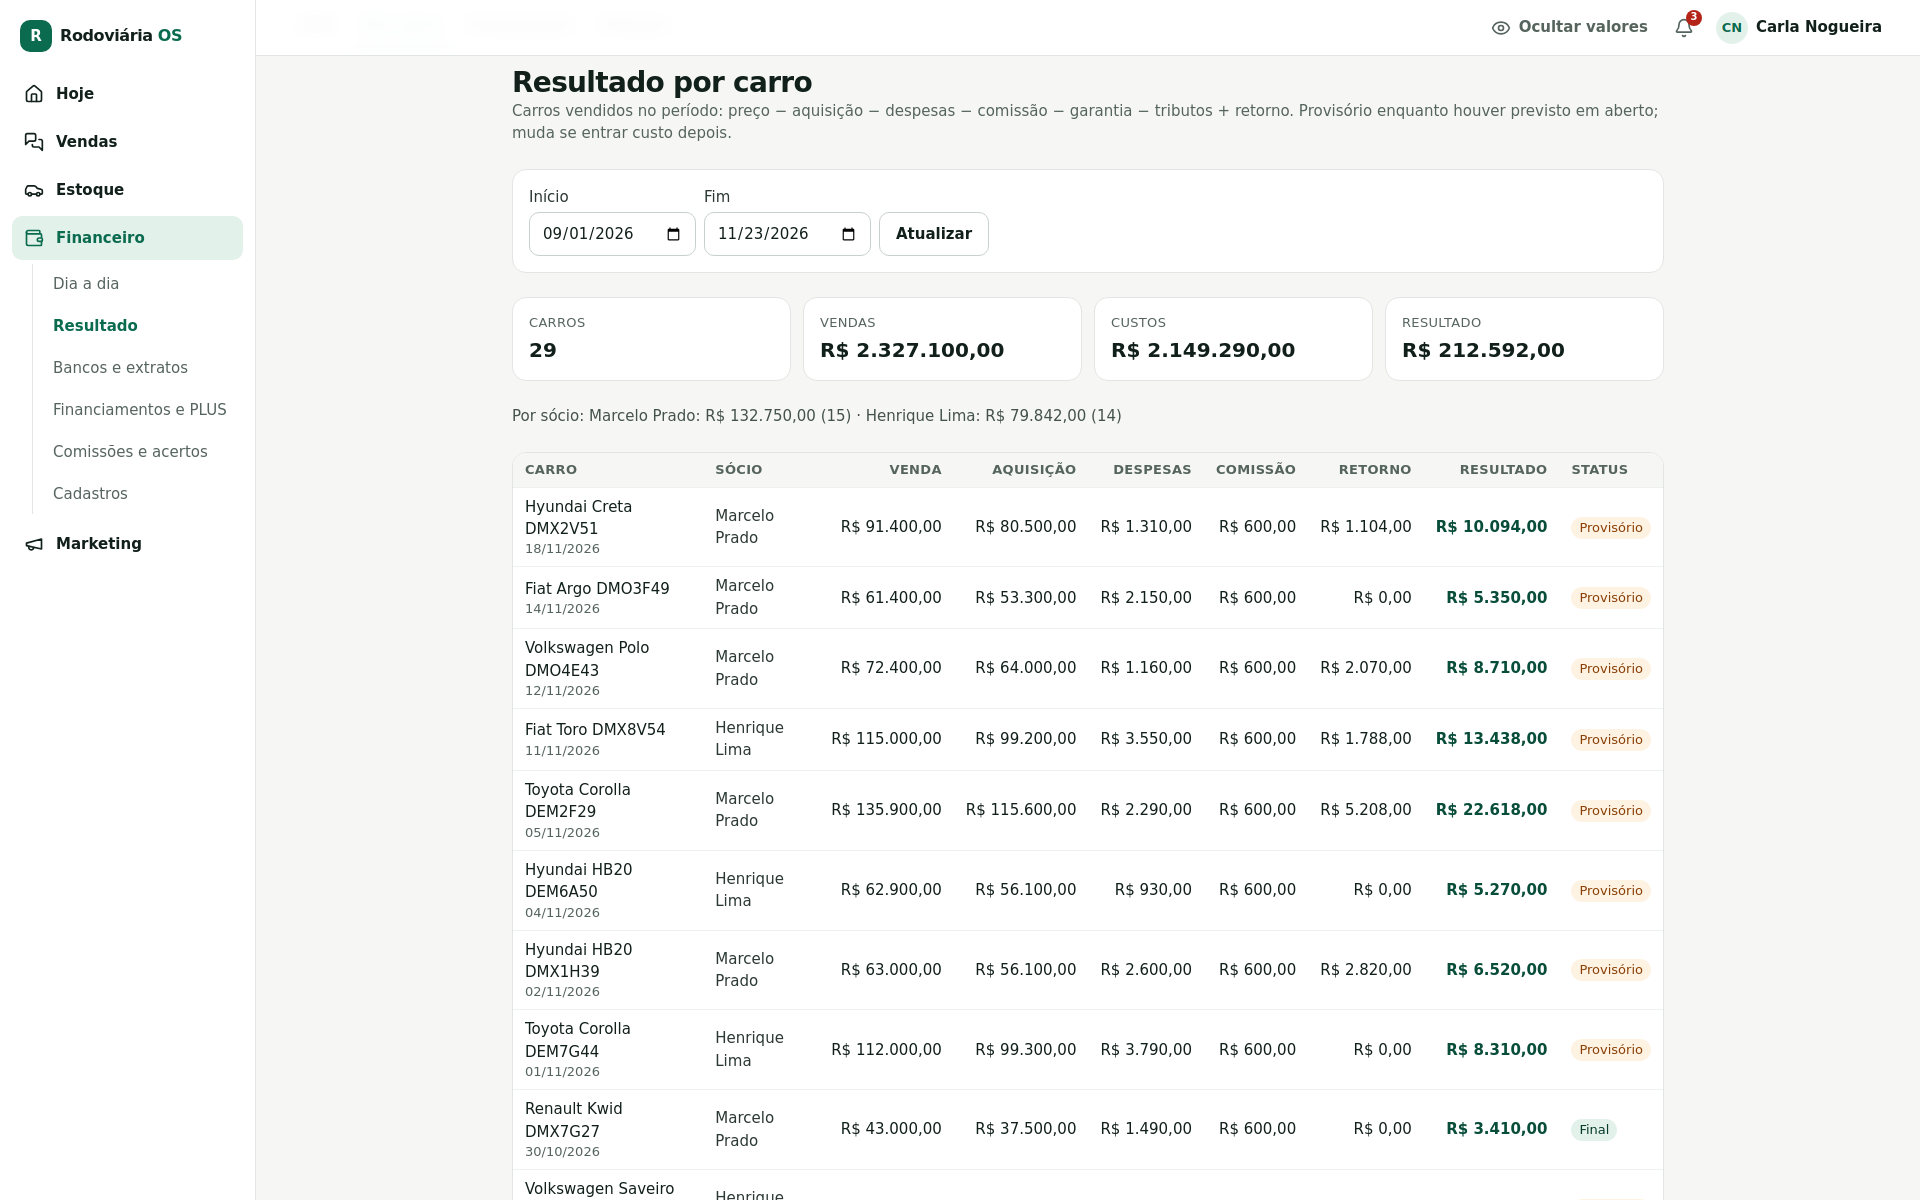 R Rodoviária OS
Ocultar valores
3
CN Carla Nogueira
Hoje
Vendas
Estoque
Financeiro
Dia a dia
Resultado
Bancos e extratos
Financiamentos e PLUS
Comissões e acertos
Cadastros
Marketing
Resultado por carro
Carros vendidos no período: preço − aquisição − despesas − comissão − garantia − tributos + retorno. Provisório enquanto houver previsto em aberto;
muda se entrar custo depois.
Início Fim
09/01/2026 11/23/2026 Atualizar
CARROS
29
VENDAS
R$ 2.327.100,00
CUSTOS
R$ 2.149.290,00
RESULTADO
R$ 212.592,00
Por sócio: Marcelo Prado: R$ 132.750,00 (15) · Henrique Lima: R$ 79.842,00 (14)
CARRO SÓCIO VENDA AQUISIÇÃO DESPESAS COMISSÃO RETORNO RESULTADO STATUS
Hyundai Creta
DMX2V51
18/11/2026
Marcelo
Prado
R$ 91.400,00 R$ 80.500,00 R$ 1.310,00 R$ 600,00 R$ 1.104,00 R$ 10.094,00 Provisório
Fiat Argo DMO3F49
14/11/2026
Marcelo
Prado
R$ 61.400,00 R$ 53.300,00 R$ 2.150,00 R$ 600,00 R$ 0,00 R$ 5.350,00 Provisório
Volkswagen Polo
DMO4E43
12/11/2026
Marcelo
Prado
R$ 72.400,00 R$ 64.000,00 R$ 1.160,00 R$ 600,00 R$ 2.070,00 R$ 8.710,00 Provisório
Fiat Toro DMX8V54
11/11/2026
Henrique
Lima
R$ 115.000,00 R$ 99.200,00 R$ 3.550,00 R$ 600,00 R$ 1.788,00 R$ 13.438,00 Provisório
Toyota Corolla
DEM2F29
05/11/2026
Marcelo
Prado
R$ 135.900,00 R$ 115.600,00 R$ 2.290,00 R$ 600,00 R$ 5.208,00 R$ 22.618,00 Provisório
Hyundai HB20
DEM6A50
04/11/2026
Henrique
Lima
R$ 62.900,00 R$ 56.100,00 R$ 930,00 R$ 600,00 R$ 0,00 R$ 5.270,00 Provisório
Hyundai HB20
DMX1H39
02/11/2026
Marcelo
Prado
R$ 63.000,00 R$ 56.100,00 R$ 2.600,00 R$ 600,00 R$ 2.820,00 R$ 6.520,00 Provisório
Toyota Corolla
DEM7G44
01/11/2026
Henrique
Lima
R$ 112.000,00 R$ 99.300,00 R$ 3.790,00 R$ 600,00 R$ 0,00 R$ 8.310,00 Provisório
Renault Kwid
DMX7G27
30/10/2026
Marcelo
Prado
R$ 43.000,00 R$ 37.500,00 R$ 1.490,00 R$ 600,00 R$ 0,00 R$ 3.410,00 Final
Volkswagen Saveiro
Henrique